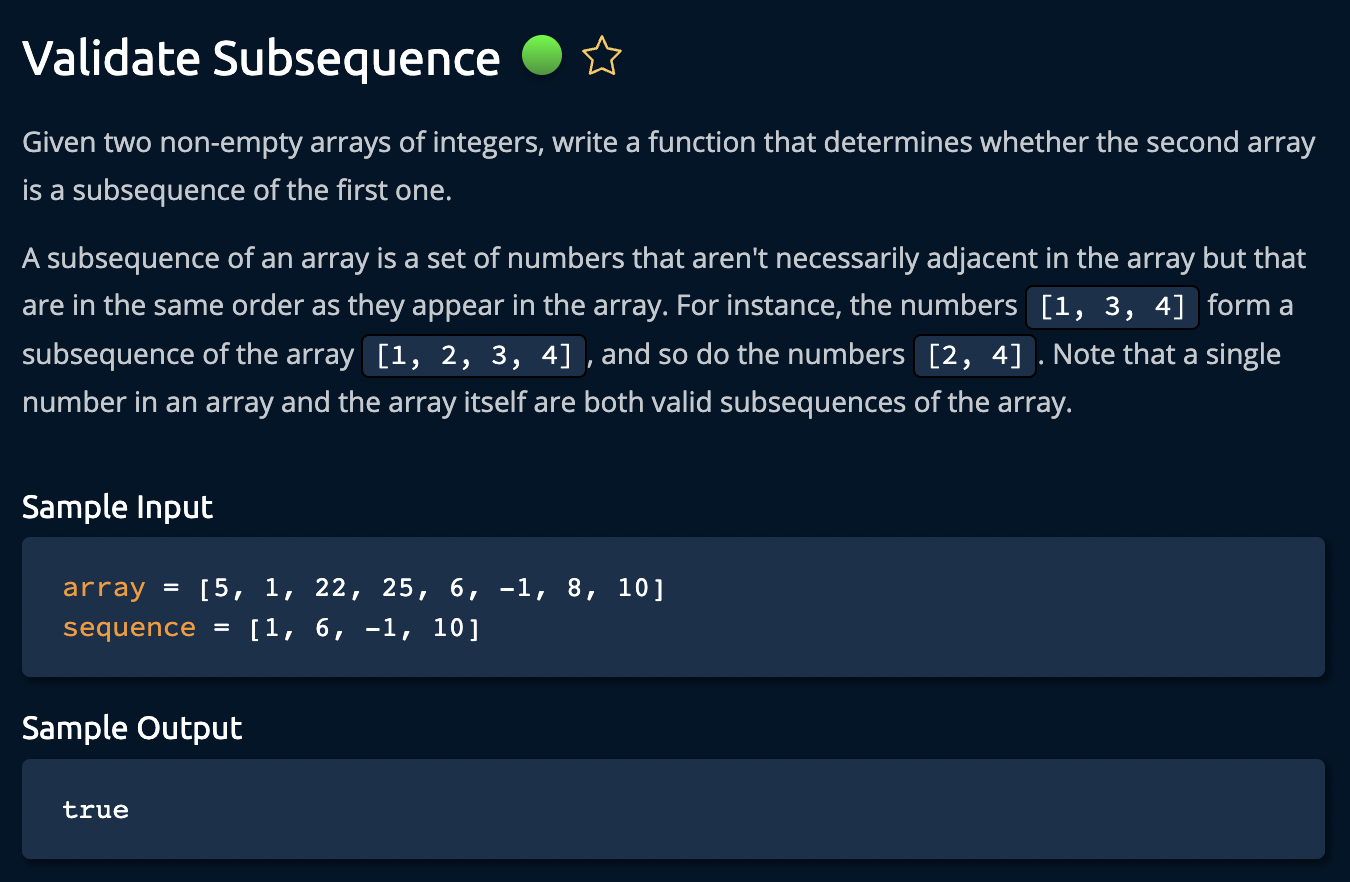 Validate Subsequence
Given two non-empty arrays of integers, write a function that determines whether the second array
is a subsequence of the first one.
A subsequence of an array is a set of numbers that aren't necessarily adjacent in the array but that
are in the same order as they appear in the array. For instance, the numbers [1, 3, 4] form a
subsequence of the array [1, 2, 3, 4], and so do the numbers [2, 4]. Note that a single
number in an array and the array itself are both valid subsequences of the array.
Sample Input
array = [5, 1, 22, 25, 6, -1, 8, 10]
sequence = [1, 6, -1, 10]
Sample Output
true